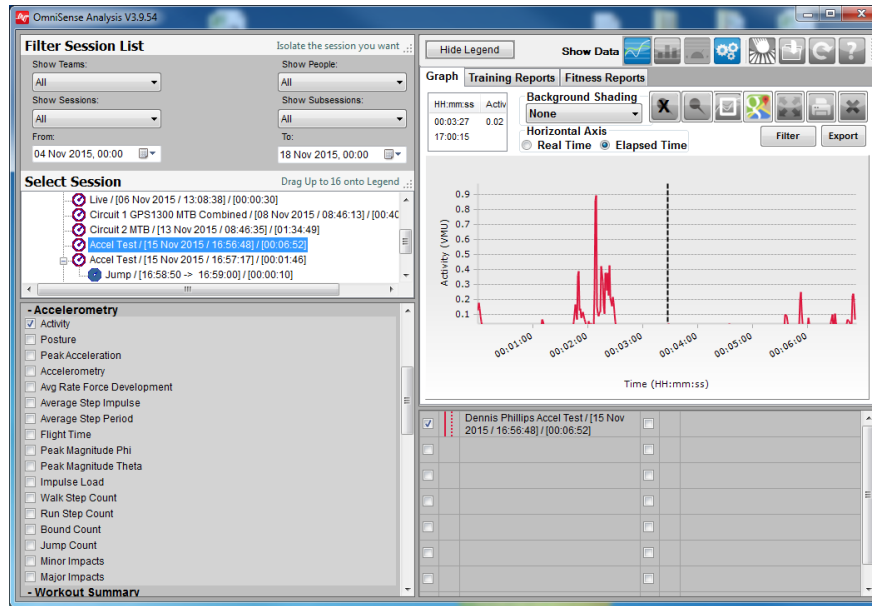 OmniSense Analysis V3.9.54
Filter Session List
Isolate the session you want
Show Teams:
Show People:
All
All
Show Sessions:
Show Subsessions:
All
All
From:
To:
04 Nov 2015, 00:00
18 Nov 2015, 00:00
Select Session
Drag Up to 16 onto Legend
Live / [06 Nov 2015 / 13:08:38] / [00:00:30]
Circuit 1 GPS1300 MTB Combined / [08 Nov 2015 / 08:46:13] / [00:40
Circuit 2 MTB / [13 Nov 2015 / 08:46:35] / [01:34:49]
Accel Test / [15 Nov 2015 / 16:56:48] / [00:06:52]
Accel Test / [15 Nov 2015 / 16:57:17] / [00:01:46]
Jump / [16:58:50 -> 16:59:00] / [00:00:10]
- Accelerometry
Activity
Posture
Peak Acceleration
Accelerometry
Avg Rate Force Development
Average Step Impulse
Average Step Period
Flight Time
Peak Magnitude Phi
Peak Magnitude Theta
Impulse Load
Walk Step Count
Run Step Count
Bound Count
Jump Count
Minor Impacts
Major Impacts
- Workout Summary
Hide Legend
Show Data
Graph
Training Reports
Fitness Reports
HH:mm:ss
Activ
00:03:27
0.02
17:00:15
Background Shading
None
Horizontal Axis
Real Time
Elapsed Time
Filter
Export
Activity (VMU)
0.9
0.8
0.7
0.6
0.5
0.4
0.3
0.2
0.1
00:01:00
00:02:00
00:03:00
00:04:00
00:05:00
00:06:00
Time (HH:mm:ss)
Dennis Phillips Accel Test / [15 Nov
2015 / 16:56:48] / [00:06:52]